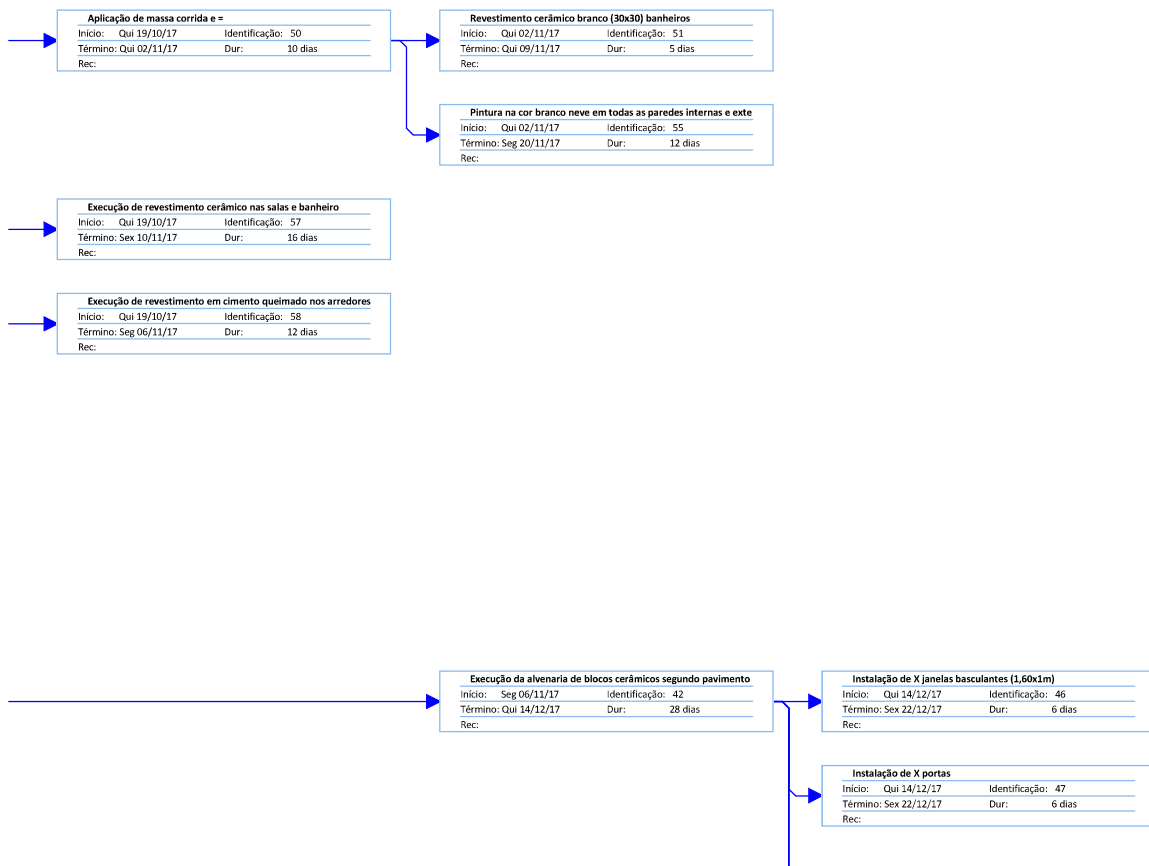 Aplicação de massa corrida e =
Início: Qui 19/10/17 Identificação: 50
Término: Qui 02/11/17 Dur: 10 dias
Rec:
Revestimento cerâmico branco (30x30) banheiros
Início: Qui 02/11/17 Identificação: 51
Término: Qui 09/11/17 Dur: 5 dias
Rec:
Pintura na cor branco neve em todas as paredes internas e exte
Início: Qui 02/11/17 Identificação: 55
Término: Seg 20/11/17 Dur: 12 dias
Rec:
Execução de revestimento cerâmico nas salas e banheiro
Início: Qui 19/10/17 Identificação: 57
Término: Sex 10/11/17 Dur: 16 dias
Rec:
Execução de revestimento em cimento queimado nos arredores
Início: Qui 19/10/17 Identificação: 58
Término: Seg 06/11/17 Dur: 12 dias
Rec:
Execução da alvenaria de blocos cerâmicos segundo pavimento
Início: Seg 06/11/17 Identificação: 42
Término: Qui 14/12/17 Dur: 28 dias
Rec:
Instalação de X janelas basculantes (1,60x1m)
Início: Qui 14/12/17 Identificação: 46
Término: Sex 22/12/17 Dur: 6 dias
Rec:
Instalação de X portas
Início: Qui 14/12/17 Identificação: 47
Término: Sex 22/12/17 Dur: 6 dias
Rec: